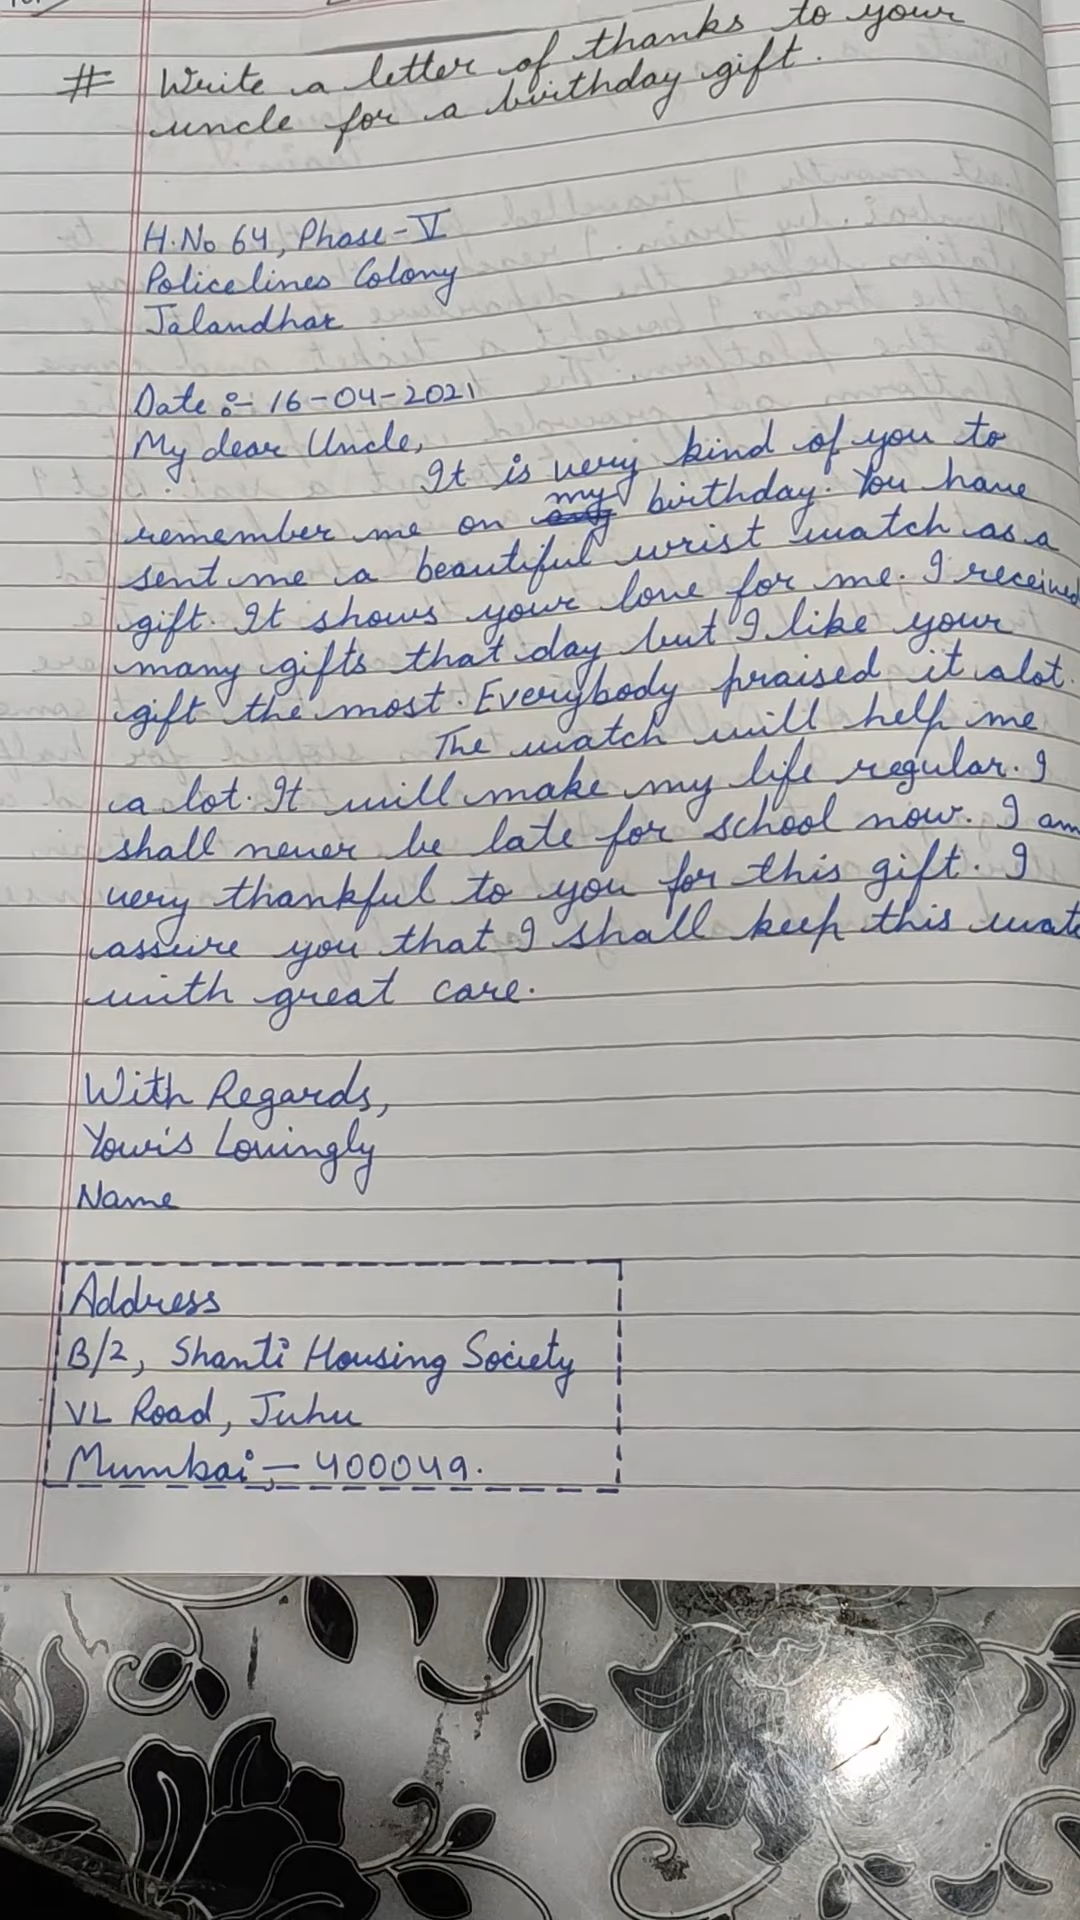 # Write a letter of thanks to your
uncle for a birthday gift.
H.No 64, Phase-V
Policelines Colony
Jalandhar
Date :- 16-04-2021
My dear Uncle,
It is very kind of you to
remember me on my birthday. You have
sent me a beautiful wrist watch as a
gift. It shows your love for me. I received
many gifts that day but I like your
gift the most. Everybody praised it alot.
The watch will help me
a lot. It will make my life regular. I
shall never be late for school now. I am
very thankful to you for this gift. I
assure you that I shall keep this watc
with great care.
With Regards,
Your's Lovingly
Name
Address
B/2, Shanti Housing Society
VL Road, Juhu
Mumbai - 400049.